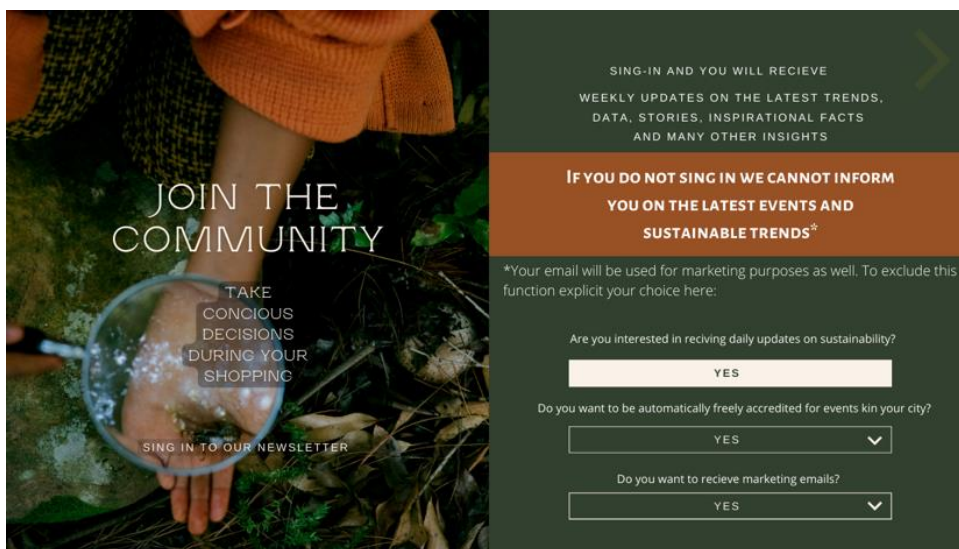 JOIN THE
COMMUNITY
TAKE
CONCIOUS
DECISIONS
DURING YOUR
SHOPPING
SING IN TO OUR NEWSLETTER
SING-IN AND YOU WILL RECIEVE
WEEKLY UPDATES ON THE LATEST TRENDS,
DATA, STORIES, INSPIRATIONAL FACTS
AND MANY OTHER INSIGHTS
IF YOU DO NOT SING IN WE CANNOT INFORM
YOU ON THE LATEST EVENTS AND
SUSTAINABLE TRENDS*
*Your email will be used for marketing purposes as well. To exclude this
function explicit your choice here:
Are you interested in reciving daily updates on sustainability?
YES
Do you want to be automatically freely accredited for events kin your city?
YES
Do you want to recieve marketing emails?
YES